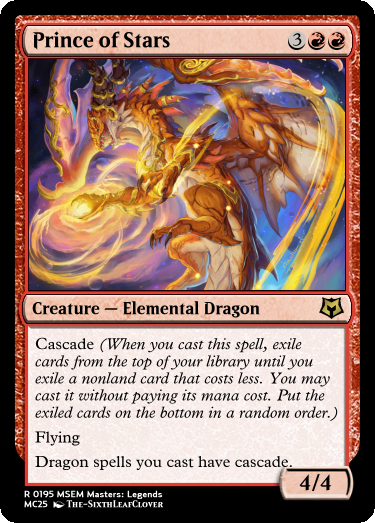 Prince of Stars 3
Creature — Elemental Dragon
Cascade (When you cast this spell, exile
cards from the top of your library until you
exile a nonland card that costs less. You may
cast it without paying its mana cost. Put the
exiled cards on the bottom in a random order.)
Flying
Dragon spells you cast have cascade.
4/4
R 0195 MSEM Masters: Legends
MC25 The-SixthLeafClover